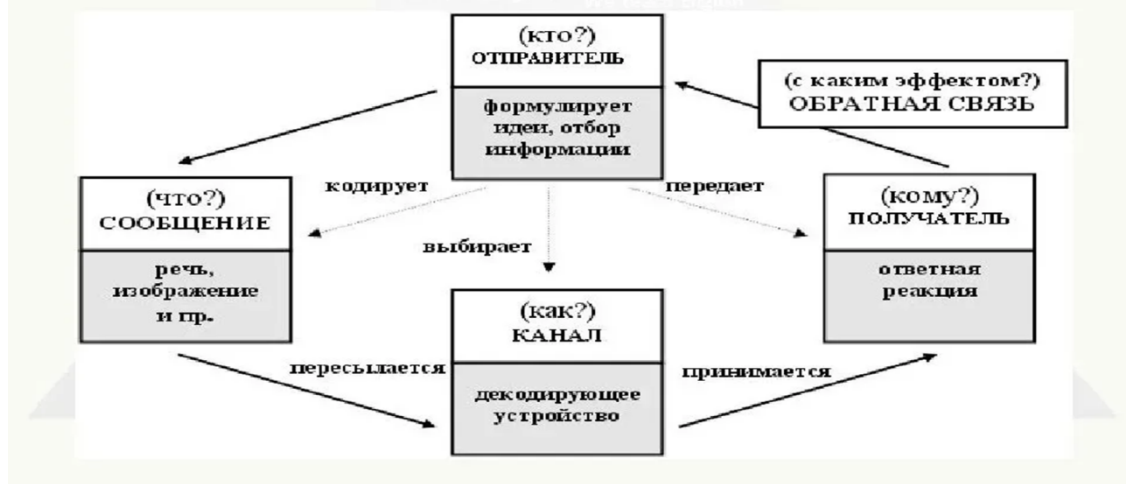 (кто?)
ОТПРАВИТЕЛЬ
формулирует
идеи, отбор
информации
(с каким эффектом?)
ОБРАТНАЯ СВЯЗЬ
кодирует
выбирает
передает
(что?)
СООБЩЕНИЕ
речь,
изображение
и пр.
(кому?)
ПОЛУЧАТЕЛЬ
ответная
реакция
(как?)
КАНАЛ
декодирующее
устройство
пересылается
принимается